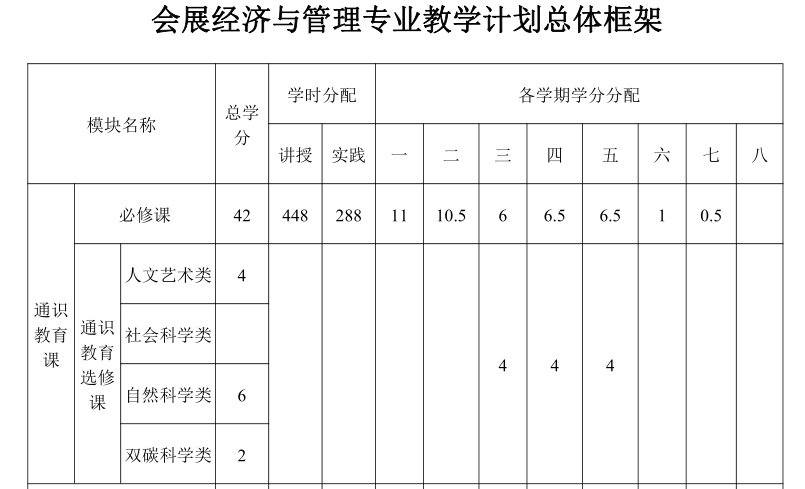 会展经济与管理专业教学计划总体框架
模块名称 总学分 学时分配 各学期学分分配
讲授 实践 一 二 三 四 五 六 七 八
通识教育课 必修课 42 448 288 11 10.5 6 6.5 6.5 1 0.5
通识教育选修课 人文艺术类 4
社会科学类 4 4 4
自然科学类 6
双碳科学类 2